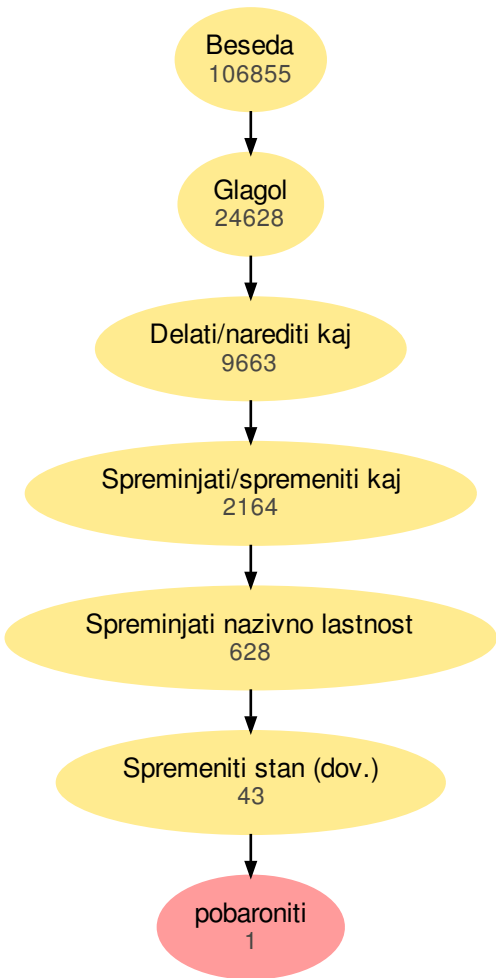 Beseda
106855
Glagol
24628
Delati/narediti kaj
9663
Spreminjati/spremeniti kaj
2164
Spreminjati nazivno lastnost
628
Spremeniti stan (dov.)
43
pobaroniti
1